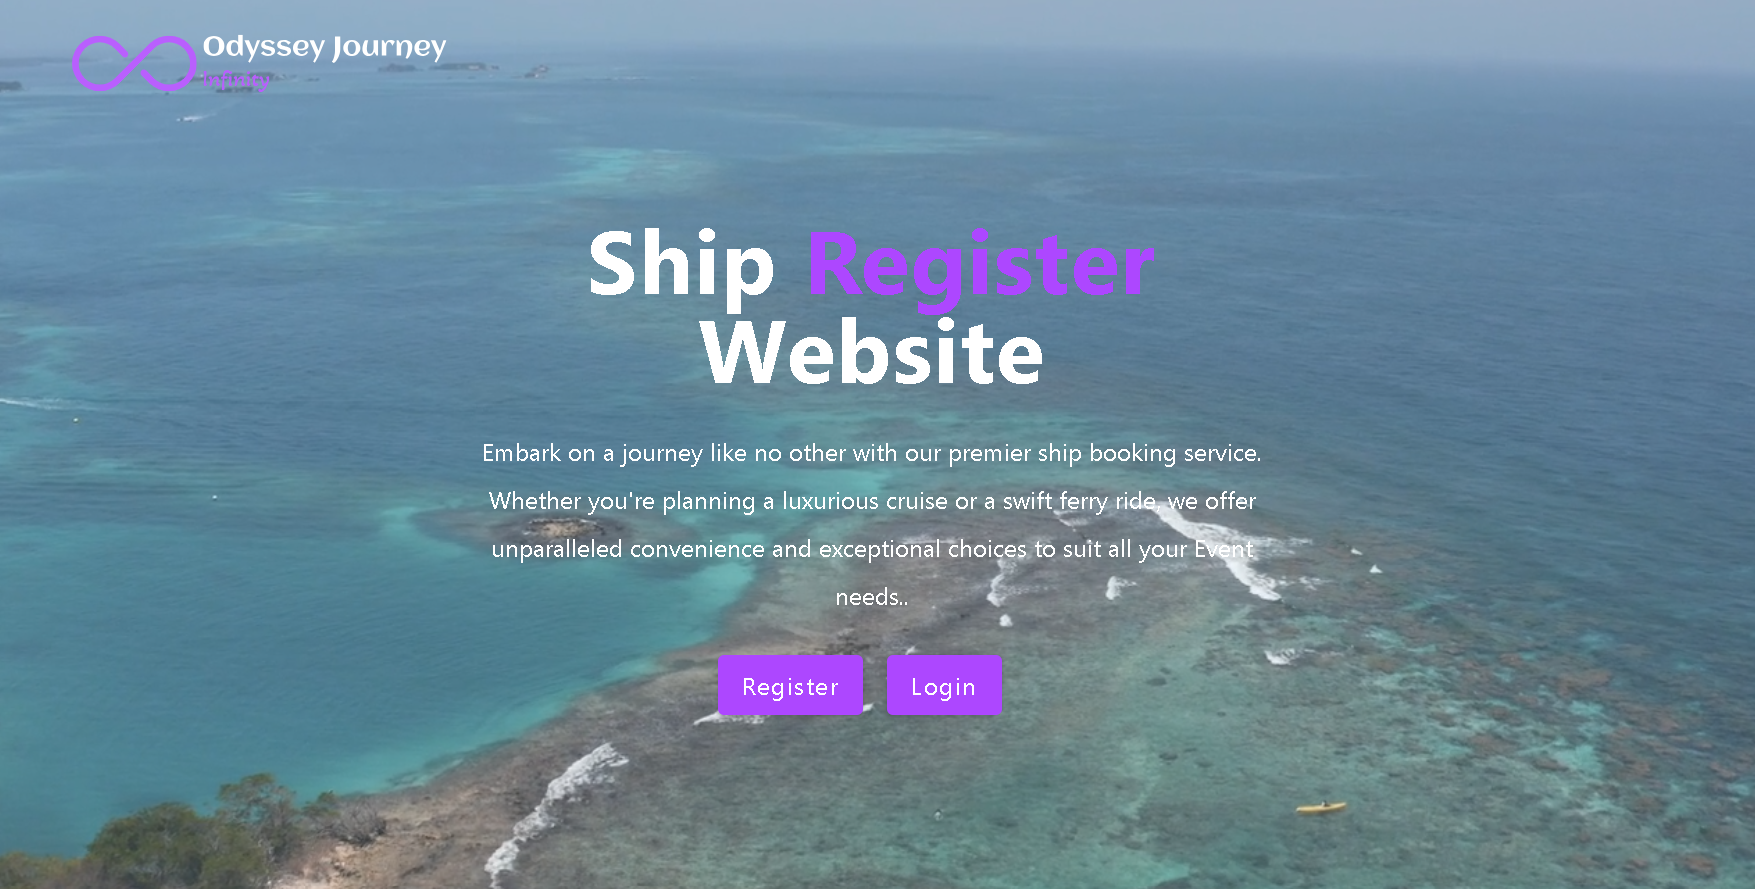 Odyssey Journey
Infinity
Ship Register
Website
Embark on a journey like no other with our premier ship booking service.
Whether you're planning a luxurious cruise or a swift ferry ride, we offer
unparalleled convenience and exceptional choices to suit all your Event
needs..
Register Login